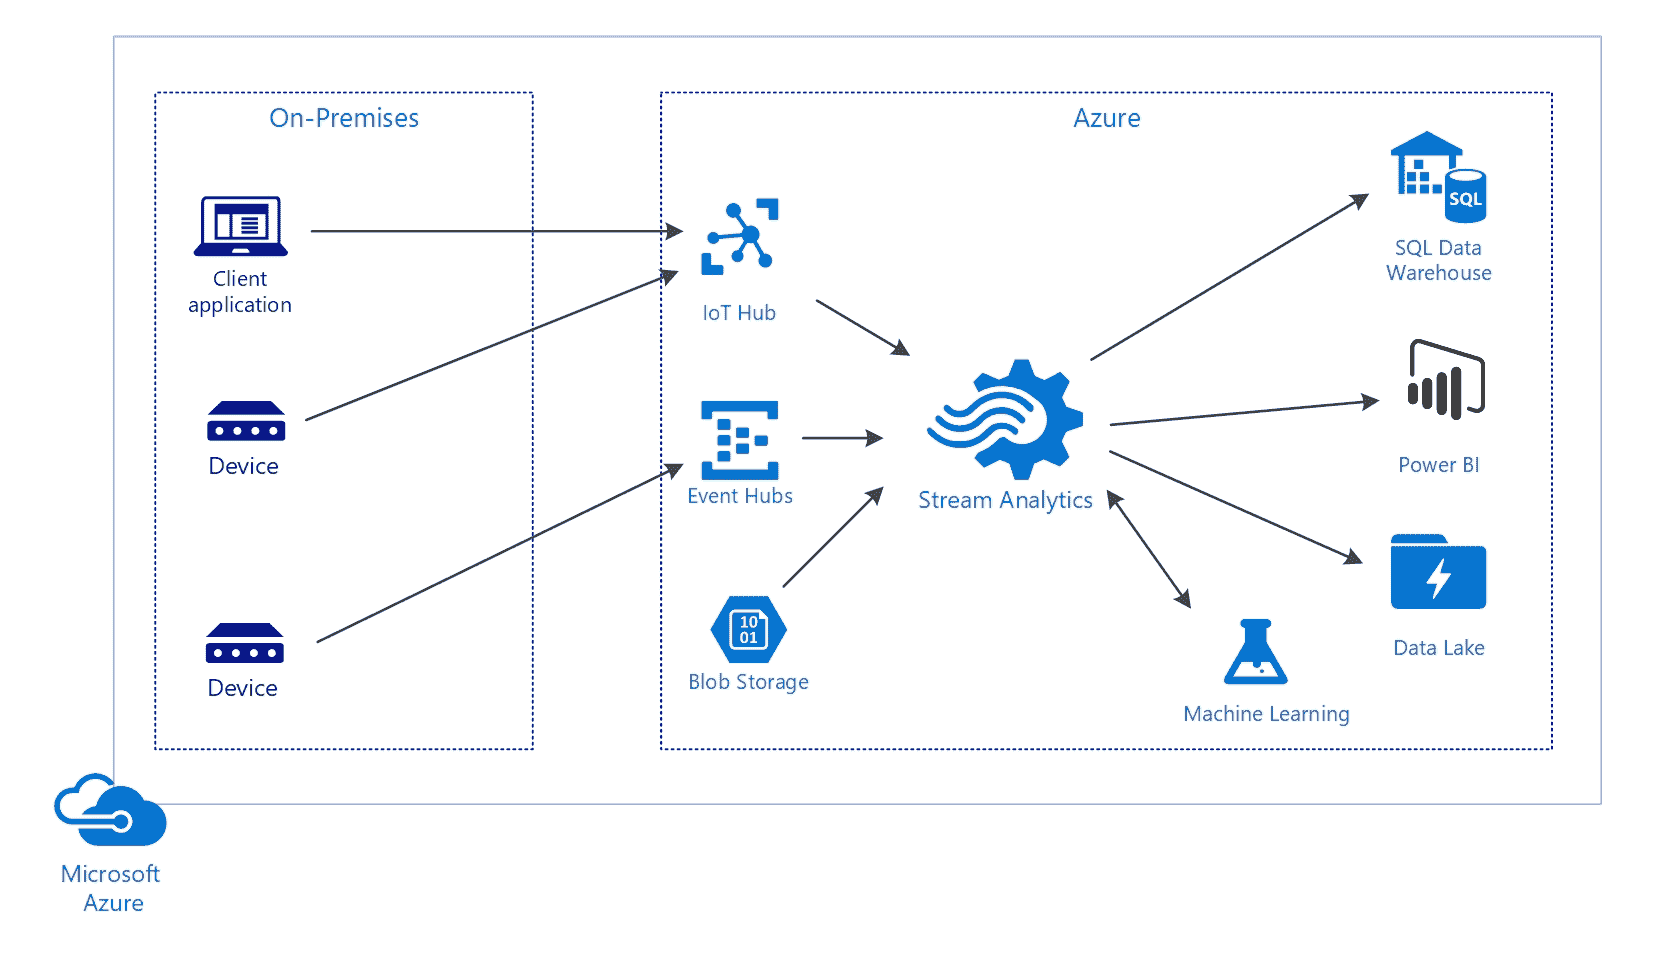 On-Premises
Azure
Client
application
Device
Device
IoT Hub
Event Hubs
10
01
Blob Storage
Stream Analytics
SQL
SQL Data
Warehouse
Power BI
Data Lake
Machine Learning
Microsoft
Azure